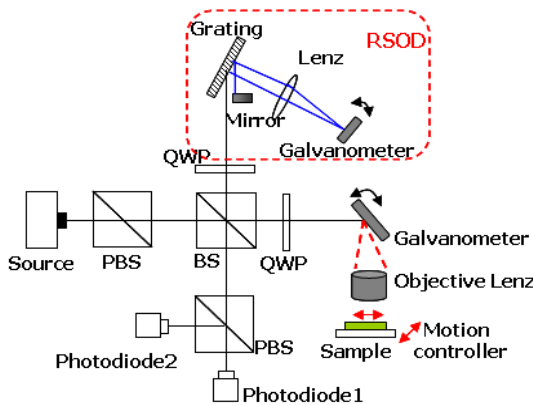 Grating
RSOD
Lenz
Mirror
Galvanometer
QWP
Galvanometer
Source
PBS
BS
QWP
Objective Lenz
Photodiode2
PBS
Sample
Motion
controller
Photodiode1